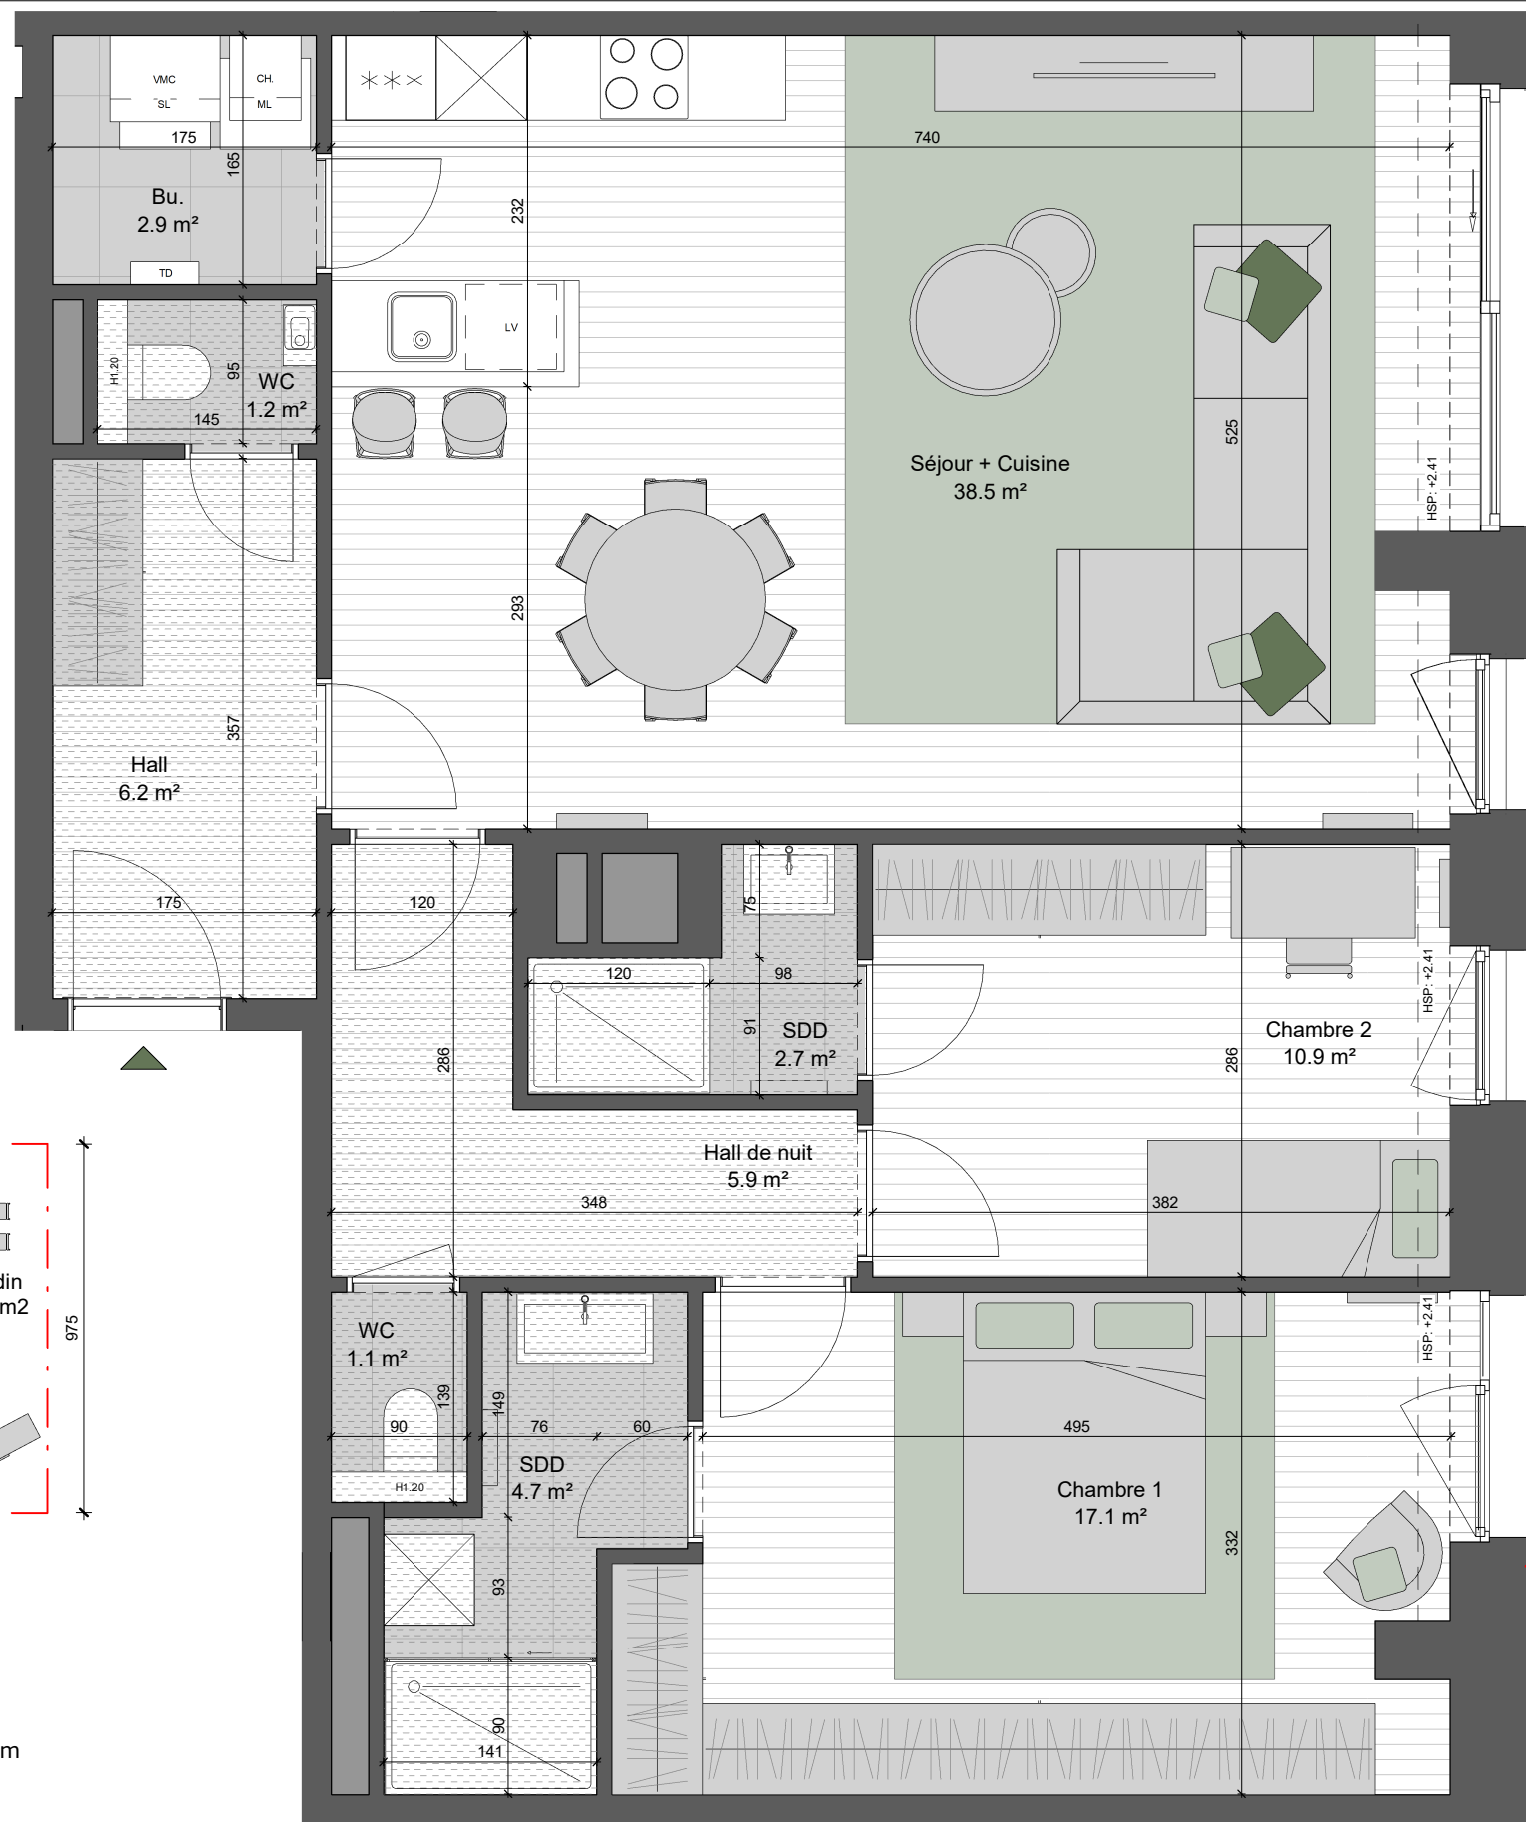 VMC
SL
CH.
ML
175
165
740
Bu.
2.9 m²
TD
232
LV
H1.20
95
WC
1.2 m²
145
525
Séjour + Cuisine
38.5 m²
HSP: +2.41
293
357
Hall
6.2 m²
175
120
75
120
98
91
SDD
2.7 m²
HSP: +2.41
Chambre 2
10.9 m²
286
286
Hall de nuit
5.9 m²
348
382
din
m2
975
WC
1.1 m²
139
90
H1.20
149
76
60
SDD
4.7 m²
HSP: +2.41
495
Chambre 1
17.1 m²
332
93
90
141
m